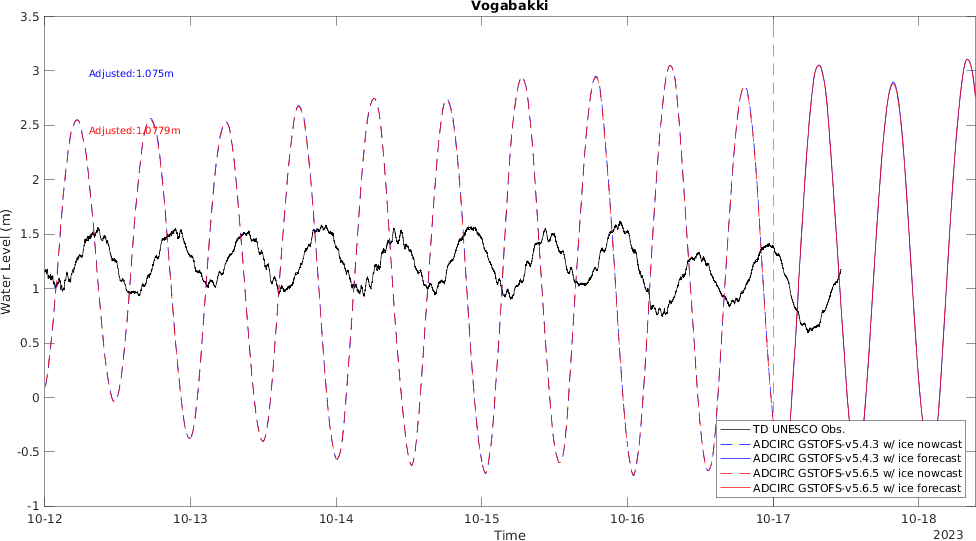 Vogabakki
3.5
3
2.5
2
1.5
1
0.5
0
-0.5
-1
Water Level (m)
Adjusted:1.075m
Adjusted:1.0779m
TD UNESCO Obs.
ADCIRC GSTOFS-v5.4.3 w/ ice nowcast
ADCIRC GSTOFS-v5.4.3 w/ ice forecast
ADCIRC GSTOFS-v5.6.5 w/ ice nowcast
ADCIRC GSTOFS-v5.6.5 w/ ice forecast
10-12 10-13 10-14 10-15 10-16 10-17 10-18
Time
2023